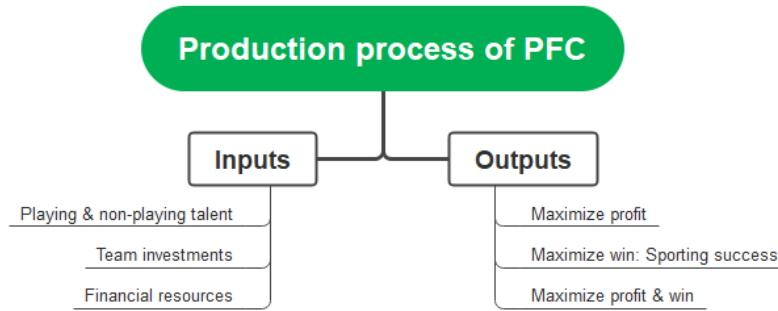 Production process of PFC
Inputs
Outputs
Playing & non-playing talent
Team investments
Financial resources
Maximize profit
Maximize win: Sporting success
Maximize profit & win